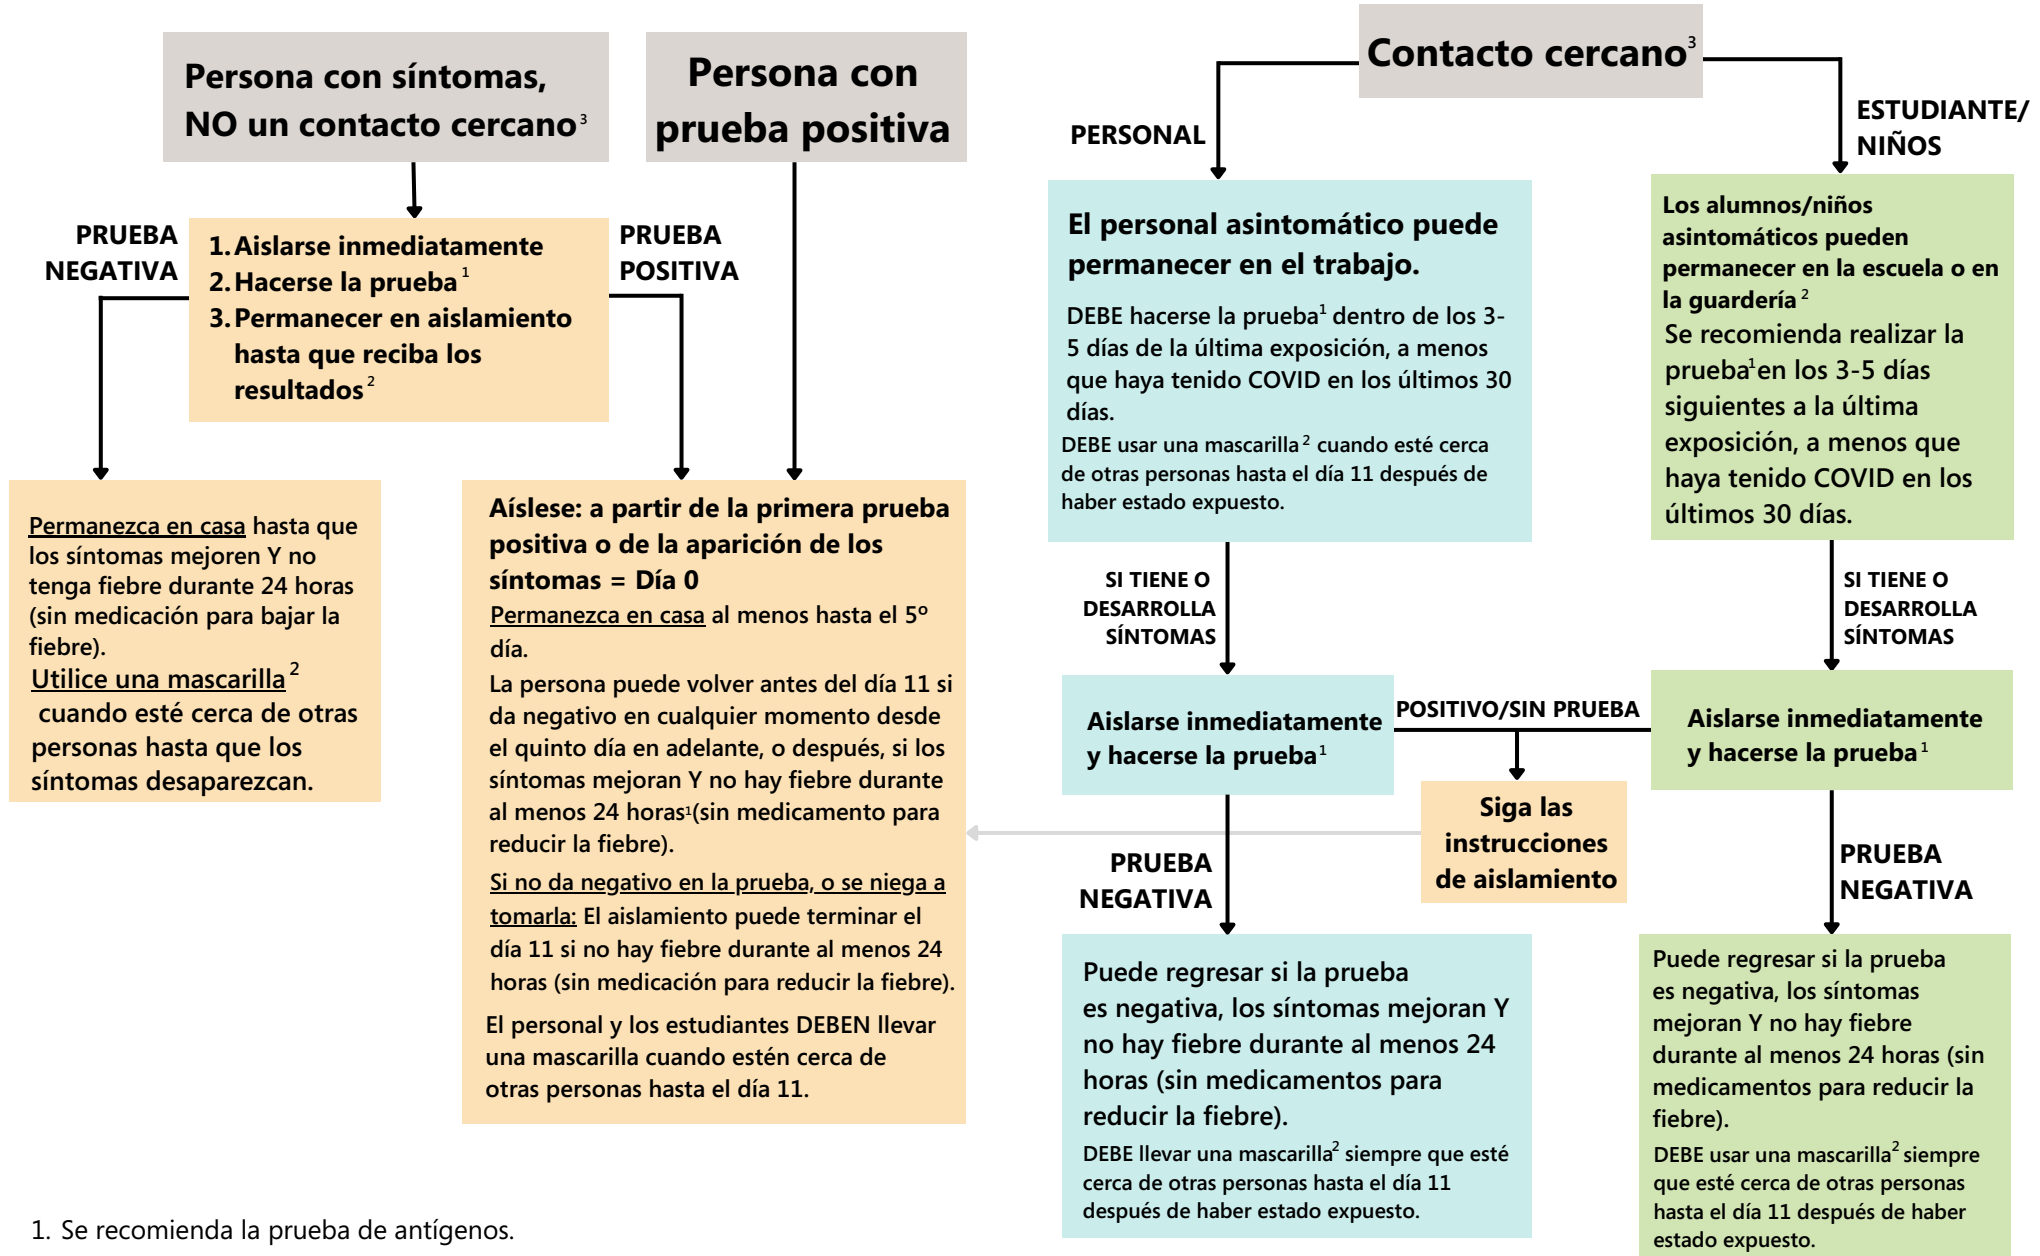 Persona con síntomas,
NO un contacto cercano³
PRUEBA
NEGATIVA
1. Aislarse inmediatamente
2. Hacerse la prueba¹
3. Permanecer en aislamiento
hasta que reciba los
resultados²
PRUEBA
POSITIVA
Permanezca en casa hasta que
los síntomas mejoren Y no
tenga fiebre durante 24 horas
(sin medicación para bajar la
fiebre).
Utilice una mascarilla²
cuando esté cerca de otras
personas hasta que los
síntomas desaparezcan.
Persona con
prueba positiva
Aíslese: a partir de la primera prueba
positiva o de la aparición de los
síntomas = Día 0
Permanezca en casa al menos hasta el 5º
día.
La persona puede volver antes del día 11 si
da negativo en cualquier momento desde
el quinto día en adelante, o después, si los
síntomas mejoran Y no hay fiebre durante
al menos 24 horas¹(sin medicamento para
reducir la fiebre).
Si no da negativo en la prueba, o se niega a
tomarla: El aislamiento puede terminar el
día 11 si no hay fiebre durante al menos 24
horas (sin medicación para reducir la fiebre).
El personal y los estudiantes DEBEN llevar
una mascarilla cuando estén cerca de
otras personas hasta el día 11.
Contacto cercano³
PERSONAL
El personal asintomático puede
permanecer en el trabajo.
DEBE hacerse la prueba¹ dentro de los 3-
5 días de la última exposición, a menos
que haya tenido COVID en los últimos 30
días.
DEBE usar una mascarilla² cuando esté cerca
de otras personas hasta el día 11 después de
haber estado expuesto.
SI TIENE O
DESARROLLA
SÍNTOMAS
Aislarse inmediatamente
y hacerse la prueba¹
POSITIVO/SIN PRUEBA
Siga las
instrucciones
de aislamiento
PRUEBA
NEGATIVA
Puede regresar si la prueba
es negativa, los síntomas mejoran Y
no hay fiebre durante al menos 24
horas (sin medicamentos para
reducir la fiebre).
DEBE llevar una mascarilla² siempre que esté
cerca de otras personas hasta el día 11
después de haber estado expuesto.
ESTUDIANTE/
NIÑOS
Los alumnos/niños
asintomáticos pueden
permanecer en la escuela o en
la guardería²
Se recomienda realizar la
prueba¹en los 3-5 días
siguientes a la última
exposición, a menos que
haya tenido COVID en los
últimos 30 días.
SI TIENE O
DESARROLLA
SÍNTOMAS
Aislarse inmediatamente
y hacerse la prueba¹
PRUEBA
NEGATIVA
Puede regresar si la prueba
es negativa, los síntomas
mejoran Y no hay fiebre
durante al menos 24 horas (sin
medicamentos para reducir la
fiebre).
DEBE usar una mascarilla² siempre
que esté cerca de otras personas
hasta el día 11 después de haber
estado expuesto.
1. Se recomienda la prueba de antígenos.